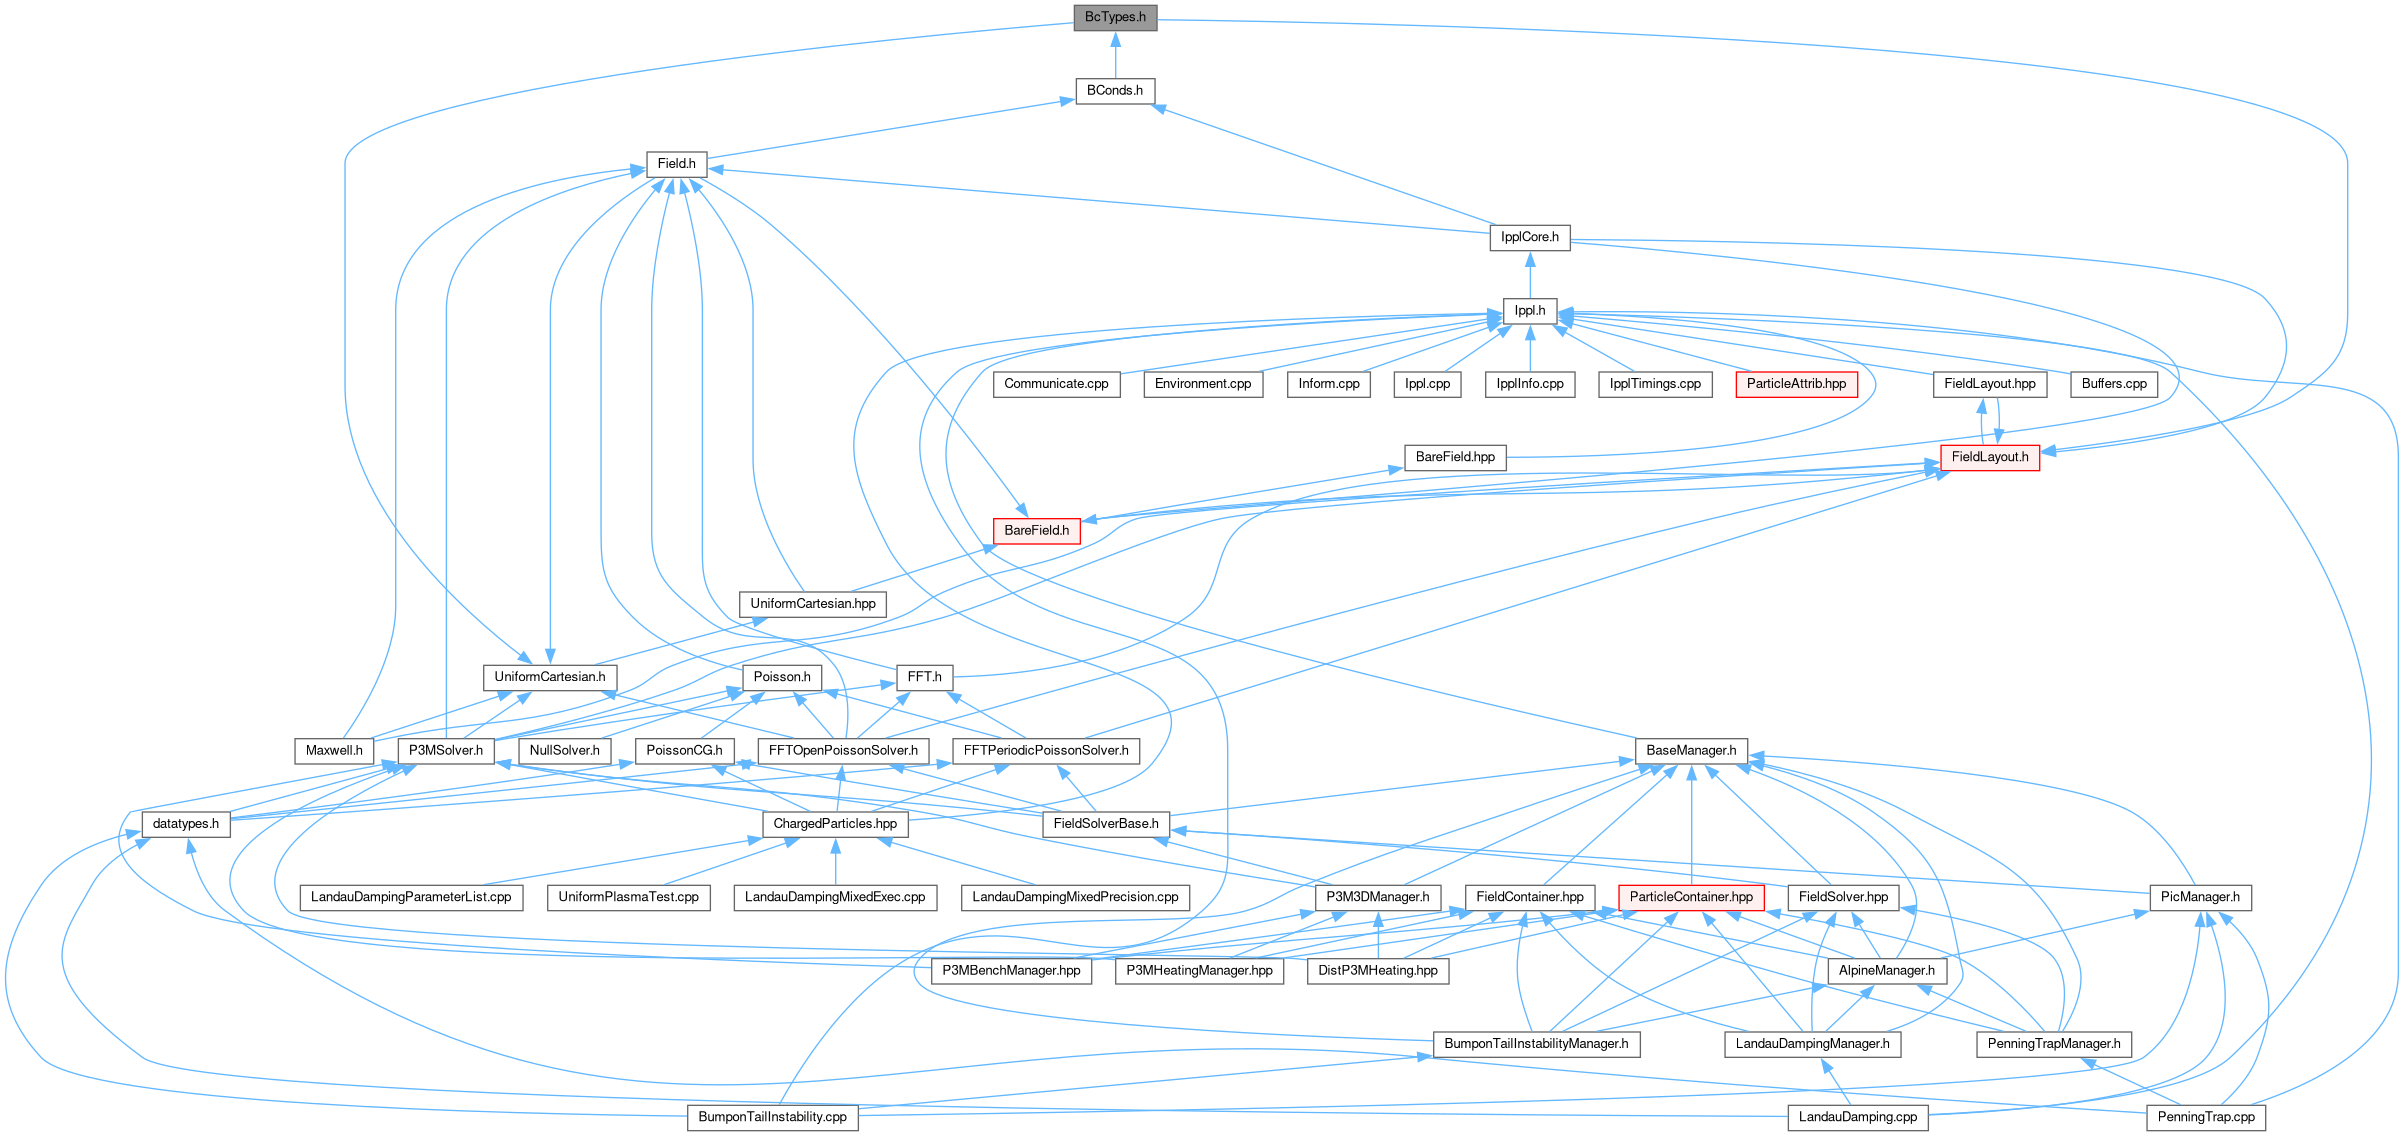 BcTypes.h
BConds.h
Field.h
IpplCore.h
Ippl.h
Communicate.cpp
Environment.cpp
Inform.cpp
Ippl.cpp
IpplInfo.cpp
IpplTimings.cpp
ParticleAttrib.hpp
FieldLayout.hpp
Buffers.cpp
BareField.hpp
FieldLayout.h
BareField.h
UniformCartesian.hpp
UniformCartesian.h
Poisson.h
FFT.h
Maxwell.h
P3MSolver.h
NullSolver.h
PoissonCG.h
FFTOpenPoissonSolver.h
FFTPeriodicPoissonSolver.h
BaseManager.h
datatypes.h
ChargedParticles.hpp
FieldSolverBase.h
LandauDampingParameterList.cpp
UniformPlasmaTest.cpp
LandauDampingMixedExec.cpp
LandauDampingMixedPrecision.cpp
P3M3DManager.h
FieldContainer.hpp
ParticleContainer.hpp
FieldSolver.hpp
PicManager.h
P3MBenchManager.hpp
P3MHeatingManager.hpp
DistP3MHeating.hpp
AlpineManager.h
BumponTailInstabilityManager.h
LandauDampingManager.h
PenningTrapManager.h
BumponTailInstability.cpp
LandauDamping.cpp
PenningTrap.cpp